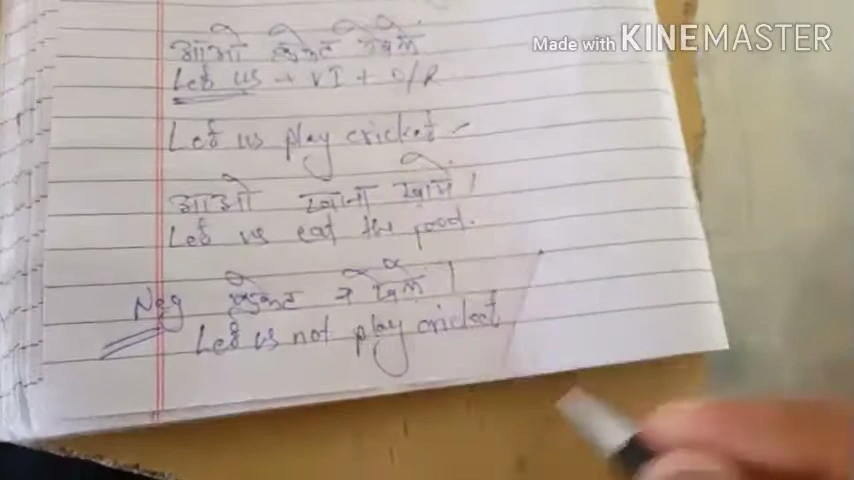 Made with KINEMASTER
आओ क्रिकेट खेलें
Let us + VI + O/R
Let us play cricket
आओ खाना खायें ।
Let us eat the food.
Neg क्रिकेट न खेलें ।
Let us not play cricket